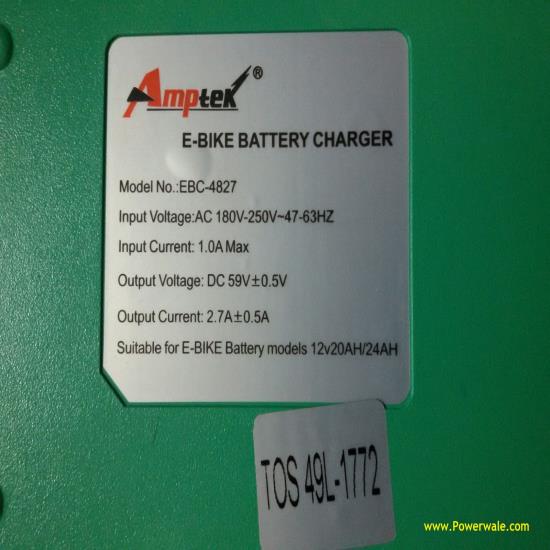 Amptek®
E-BIKE BATTERY CHARGER
Model No.:EBC-4827
Input Voltage:AC 180V-250V~47-63HZ
Input Current: 1.0A Max
Output Voltage: DC 59V±0.5V
Output Current: 2.7A±0.5A
Suitable for E-BIKE Battery models 12v20AH/24AH
TOS 49L-1772
www.Powerwale.com